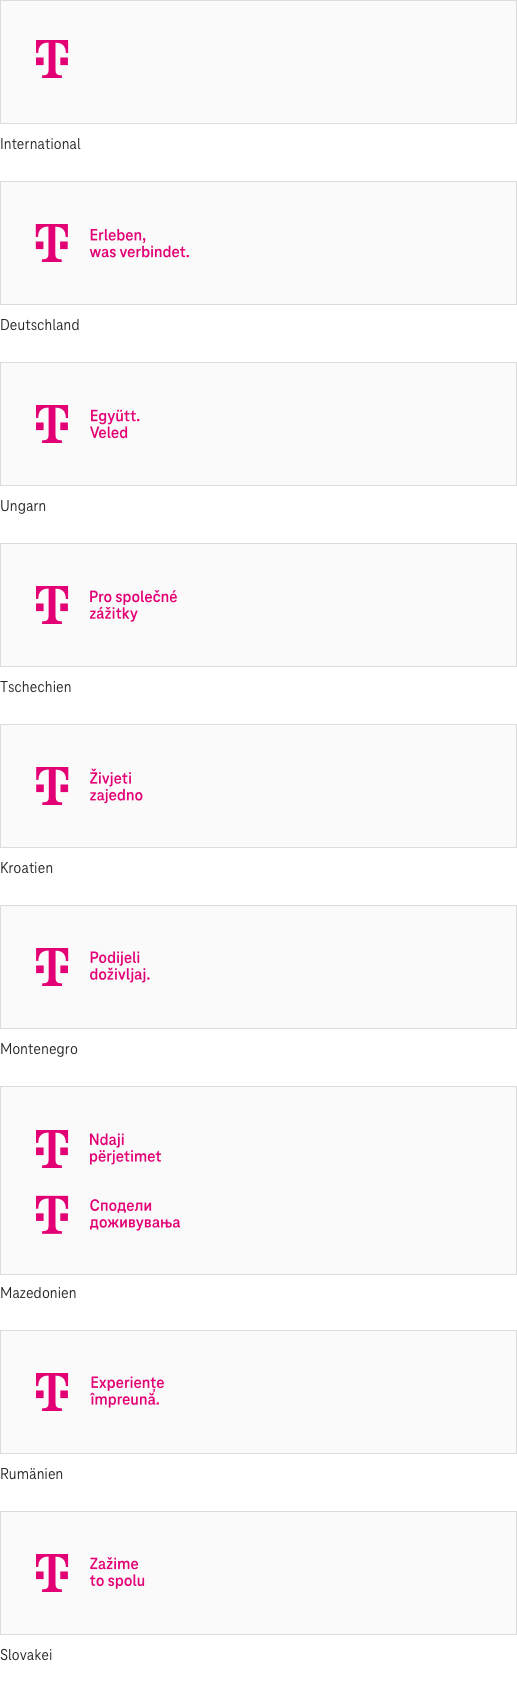 T
International
T Erleben,
was verbindet.
Deutschland
T Együtt.
Veled
Ungarn
T Pro společné
zážitky
Tschechien
T Živjeti
zajedno
Kroatien
T Podijeli
doživljaj.
Montenegro
T Ndaji
përjetimet
T Сподели
доживувања
Mazedonien
T Experiențe
împreună.
Rumänien
T Zažime
to spolu
Slovakei